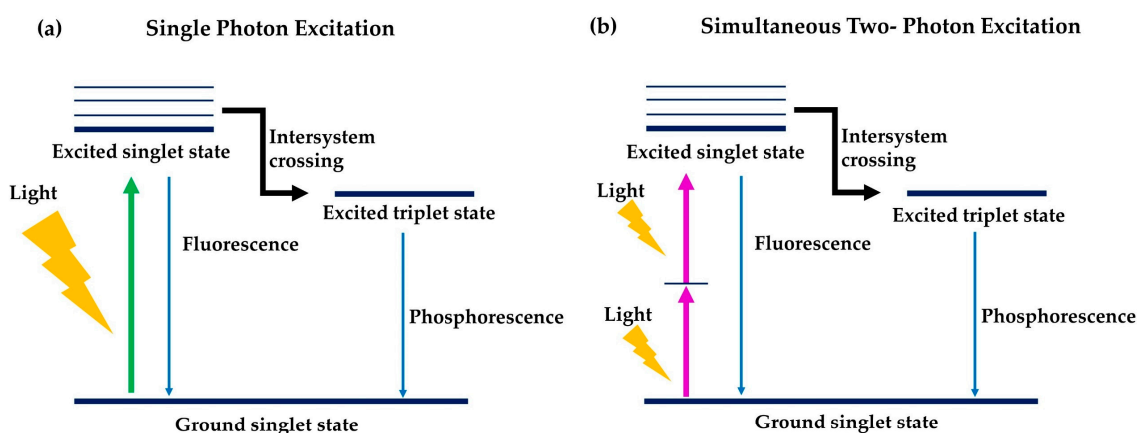 (a) Single Photon Excitation
Excited singlet state
Intersystem
crossing
Light
Excited triplet state
Fluorescence
Phosphorescence
Ground singlet state
(b) Simultaneous Two- Photon Excitation
Excited singlet state
Intersystem
crossing
Light
Excited triplet state
Fluorescence
Light
Phosphorescence
Ground singlet state